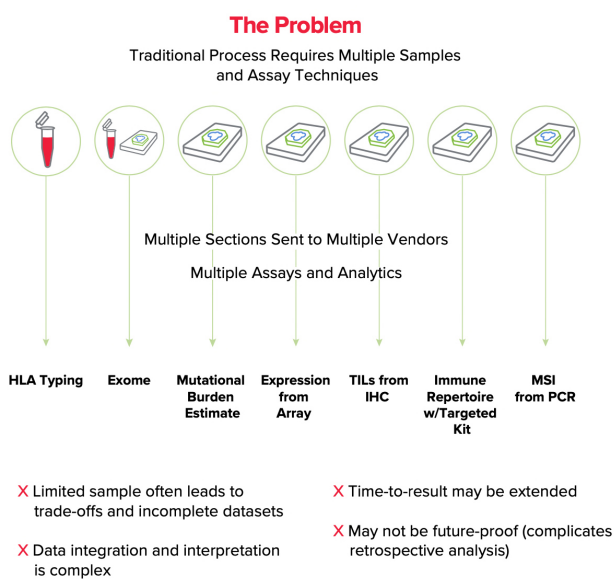 The Problem
Traditional Process Requires Multiple Samples
and Assay Techniques
Multiple Sections Sent to Multiple Vendors
Multiple Assays and Analytics
HLA Typing
Exome
Mutational
Burden
Estimate
Expression
from
Array
TILs from
IHC
Immune
Repertoire
w/Targeted
Kit
MSI
from PCR
X Limited sample often leads to
trade-offs and incomplete datasets
X Data integration and interpretation
is complex
X Time-to-result may be extended
X May not be future-proof (complicates
retrospective analysis)